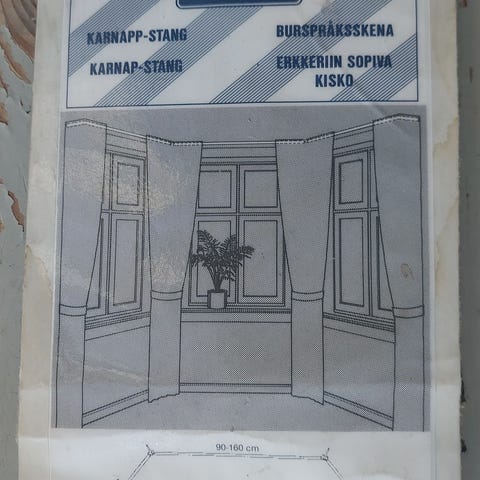 KARNAPP-STANG
KARNAP-STANG
BURSPRÅKSSKENA
ERKKERIIN SOPIVA
KISKO
90-160 cm